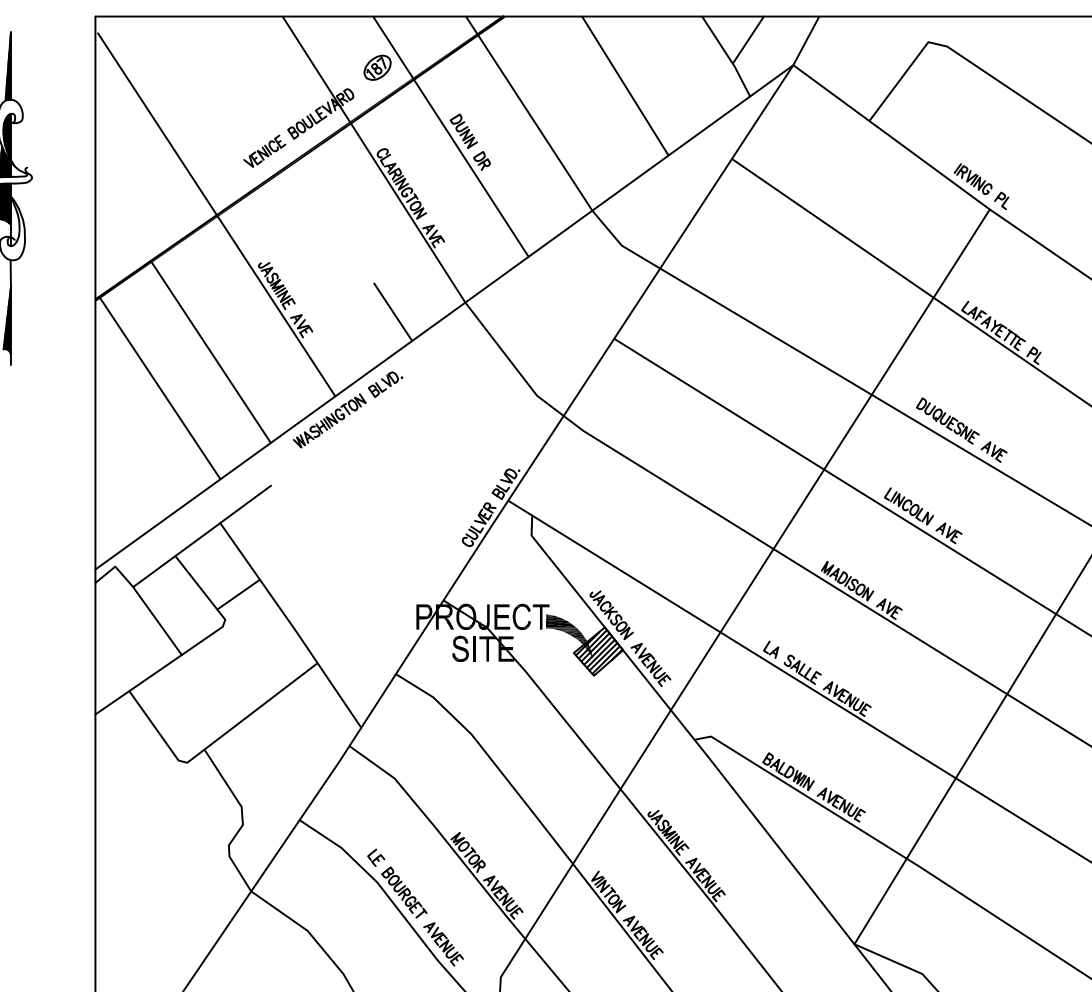 187
VENICE BOULEVARD
DUNN DR
CLARINGTON AVE
IRVING PL
JASMINE AVE
LAFAYETTE PL
WASHINGTON BLVD.
DUQUESNE AVE
CULVER BLVD.
LINCOLN AVE
MADISON AVE
PROJECT
SITE
JACKSON AVENUE
LA SALLE AVENUE
BALDWIN AVENUE
JASMINE AVENUE
MOTOR AVENUE
LE BOURGET AVENUE
VINTON AVENUE